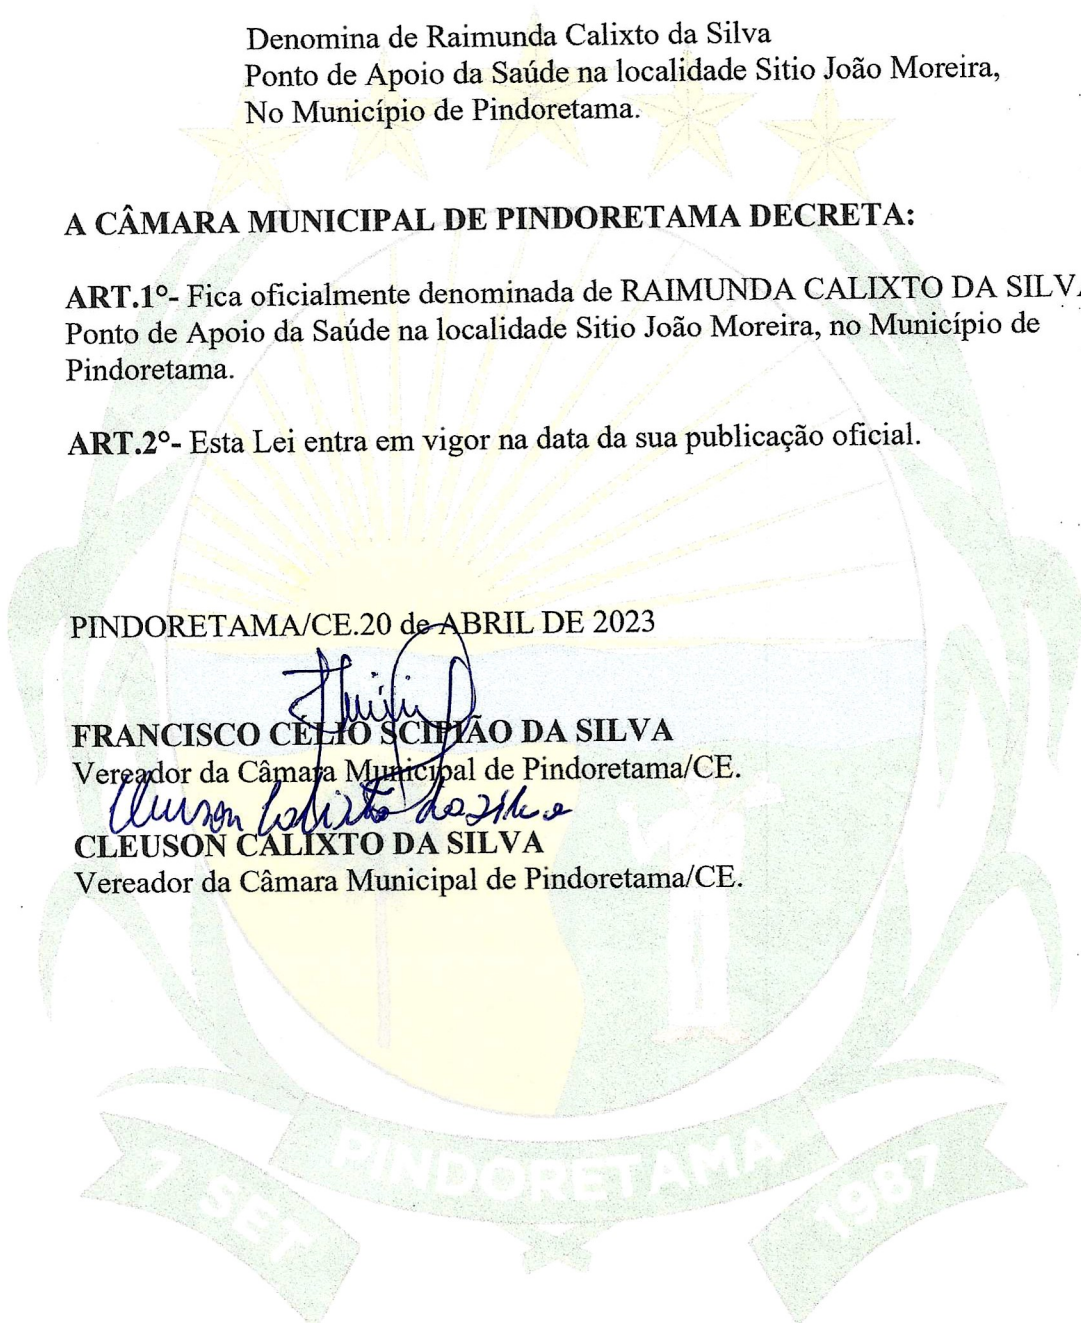 Denomina de Raimunda Calixto da Silva
Ponto de Apoio da Saúde na localidade Sitio João Moreira,
No Município de Pindoretama.
A CÂMARA MUNICIPAL DE PINDORETAMA DECRETA:
ART.1º- Fica oficialmente denominada de RAIMUNDA CALIXTO DA SILVA
Ponto de Apoio da Saúde na localidade Sitio João Moreira, no Município de
Pindoretama.
ART.2º- Esta Lei entra em vigor na data da sua publicação oficial.
PINDORETAMA/CE.20 de ABRIL DE 2023
FRANCISCO CÉLIO SCIPIÃO DA SILVA
Vereador da Câmara Municipal de Pindoretama/CE.
Cleuson Calixto da Silva
CLEUSON CALIXTO DA SILVA
Vereador da Câmara Municipal de Pindoretama/CE.
7 SET PINDORETAMA 1987